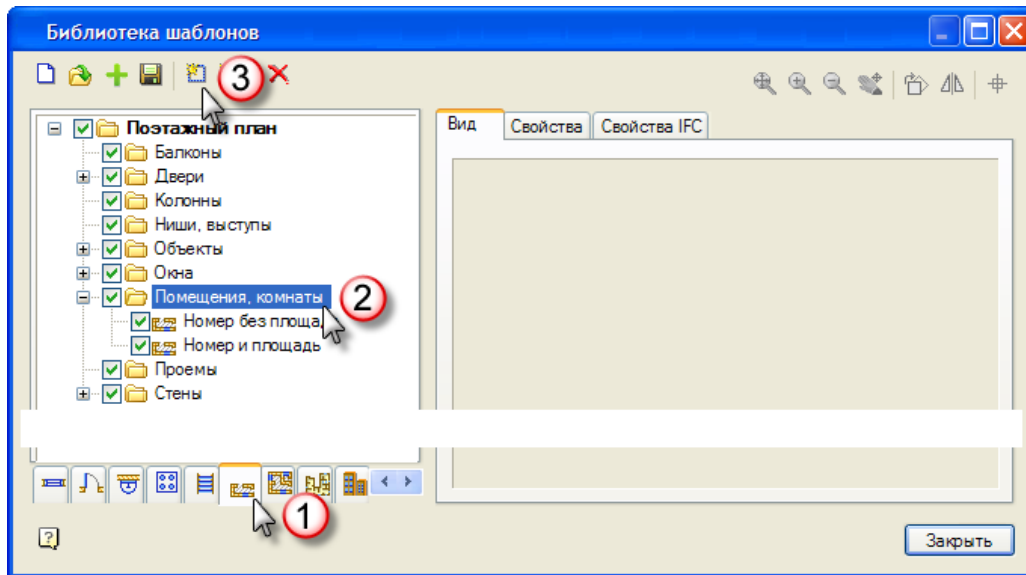 Библиотека шаблонов
3
Поэтажный план
Балконы
Двери
Колонны
Ниши, выступы
Объекты
Окна
Помещения, комнаты
2
Номер без площа
Номер и площадь
Проемы
Стены
Вид
Свойства
Свойства IFC
1
?
Закрыть